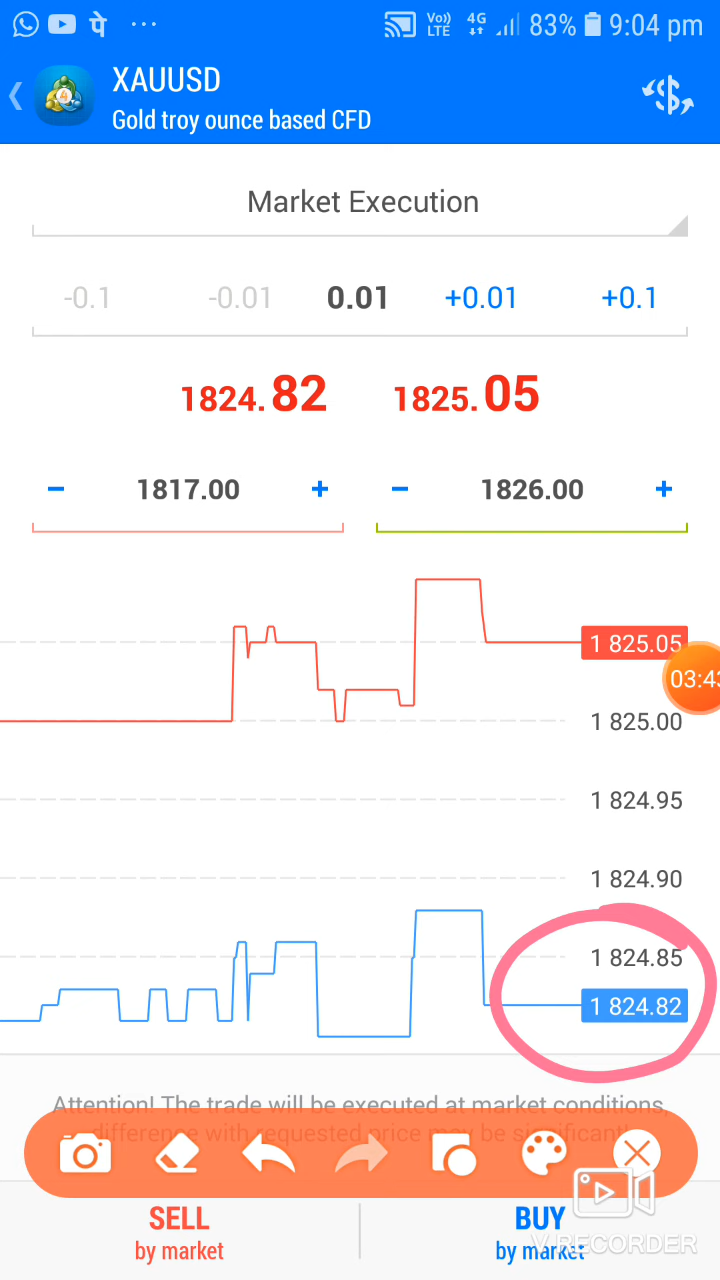 पे ... Vo)) LTE 4G 83% 9:04 pm
XAUUSD
Gold troy ounce based CFD
Market Execution
-0.1 -0.01 0.01 +0.01 +0.1
1824.82 1825.05
- 1817.00 + - 1826.00 +
1 825.05
03:43
1 825.00
1 824.95
1 824.90
1 824.85
1 824.82
Attention! The trade will be executed at market conditions,
difference with requested price may be significant!
SELL BUY
by market by market
V RECORDER